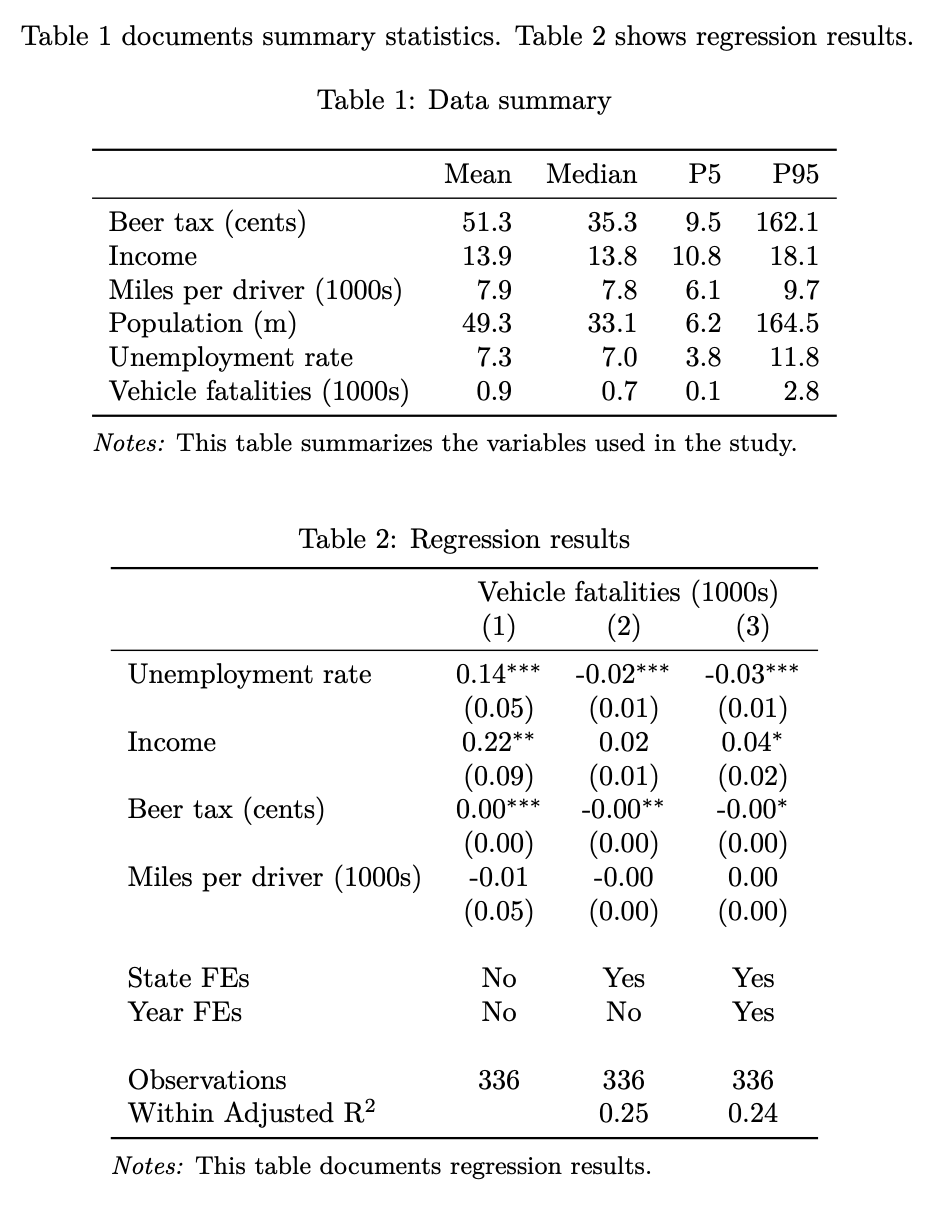 Table 1 documents summary statistics. Table 2 shows regression results.
Table 1: Data summary
Mean Median P5 P95
Beer tax (cents) 51.3 35.3 9.5 162.1
Income 13.9 13.8 10.8 18.1
Miles per driver (1000s) 7.9 7.8 6.1 9.7
Population (m) 49.3 33.1 6.2 164.5
Unemployment rate 7.3 7.0 3.8 11.8
Vehicle fatalities (1000s) 0.9 0.7 0.1 2.8
Notes: This table summarizes the variables used in the study.
Table 2: Regression results
Vehicle fatalities (1000s)
(1) (2) (3)
Unemployment rate 0.14*** -0.02*** -0.03***
(0.05) (0.01) (0.01)
Income 0.22** 0.02 0.04*
(0.09) (0.01) (0.02)
Beer tax (cents) 0.00*** -0.00** -0.00*
(0.00) (0.00) (0.00)
Miles per driver (1000s) -0.01 -0.00 0.00
(0.05) (0.00) (0.00)
State FEs No Yes Yes
Year FEs No No Yes
Observations 336 336 336
Within Adjusted R² 0.25 0.24
Notes: This table documents regression results.